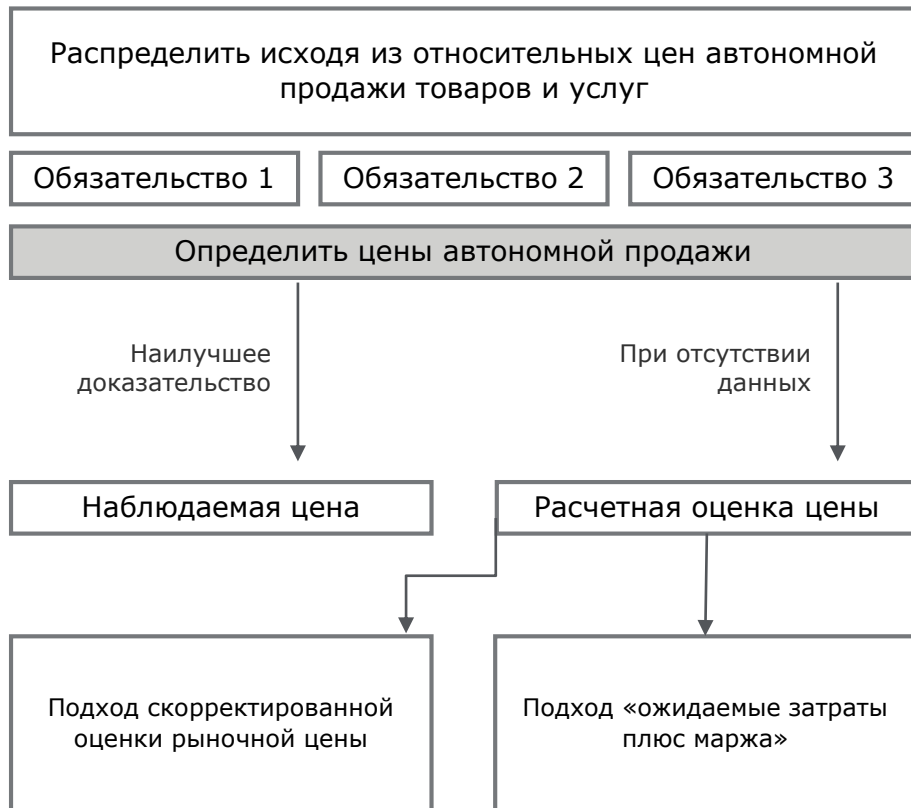 Распределить исходя из относительных цен автономной
продажи товаров и услуг
Обязательство 1
Обязательство 2
Обязательство 3
Определить цены автономной продажи
Наилучшее
доказательство
При отсутствии
данных
Наблюдаемая цена
Расчетная оценка цены
Подход скорректированной
оценки рыночной цены
Подход «ожидаемые затраты
плюс маржа»